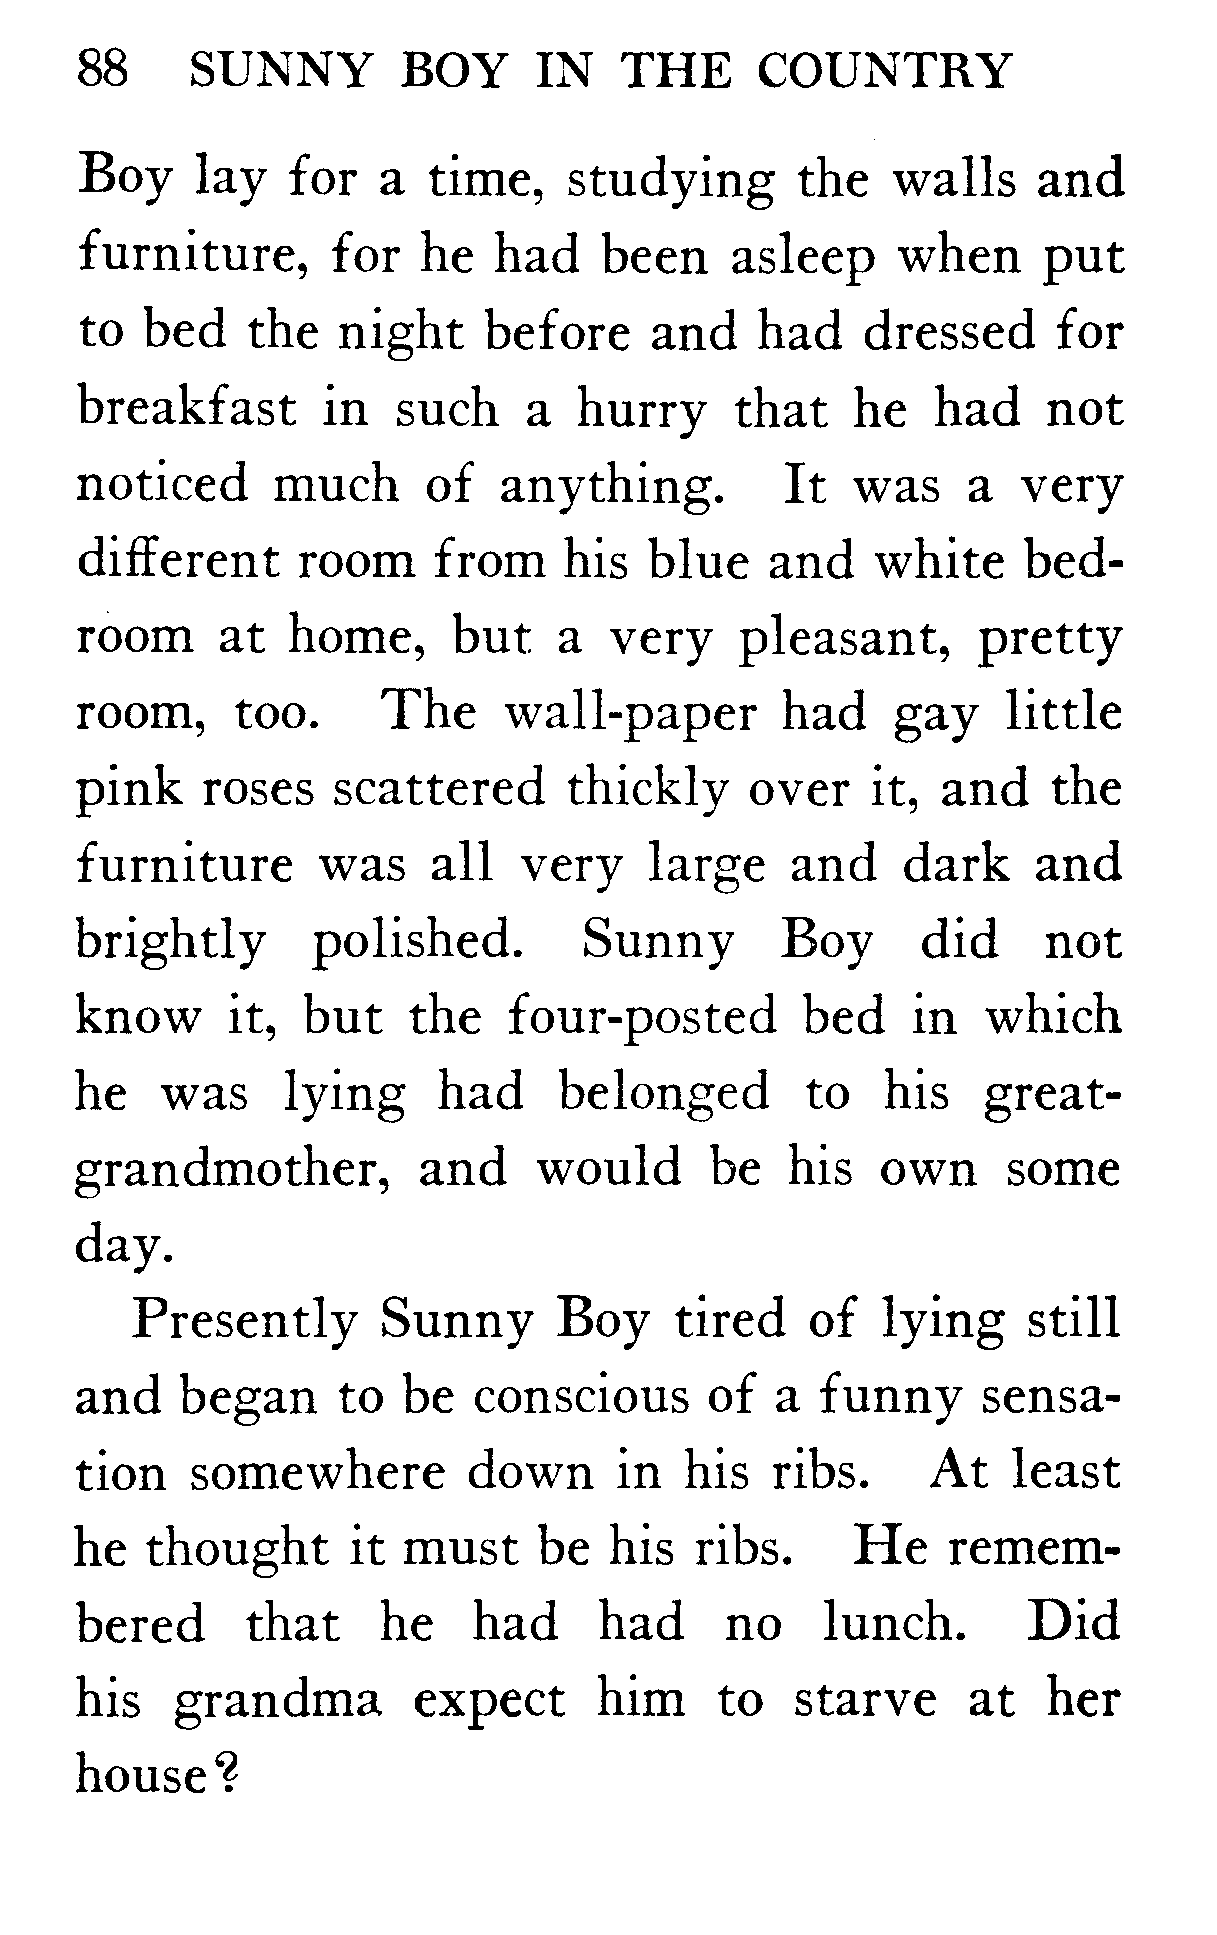 88 SUNNY BOY IN THE COUNTRY
Boy lay for a time, studying the walls and
furniture, for he had been asleep when put
to bed the night before and had dressed for
breakfast in such a hurry that he had not
noticed much of anything. It was a very
different room from his blue and white bed-
room at home, but a very pleasant, pretty
room, too. The wall-paper had gay little
pink roses scattered thickly over it, and the
furniture was all very large and dark and
brightly polished. Sunny Boy did not
know it, but the four-posted bed in which
he was lying had belonged to his great-
grandmother, and would be his own some
day.
Presently Sunny Boy tired of lying still
and began to be conscious of a funny sensa-
tion somewhere down in his ribs. At least
he thought it must be his ribs. He remem-
bered that he had had no lunch. Did
his grandma expect him to starve at her
house?